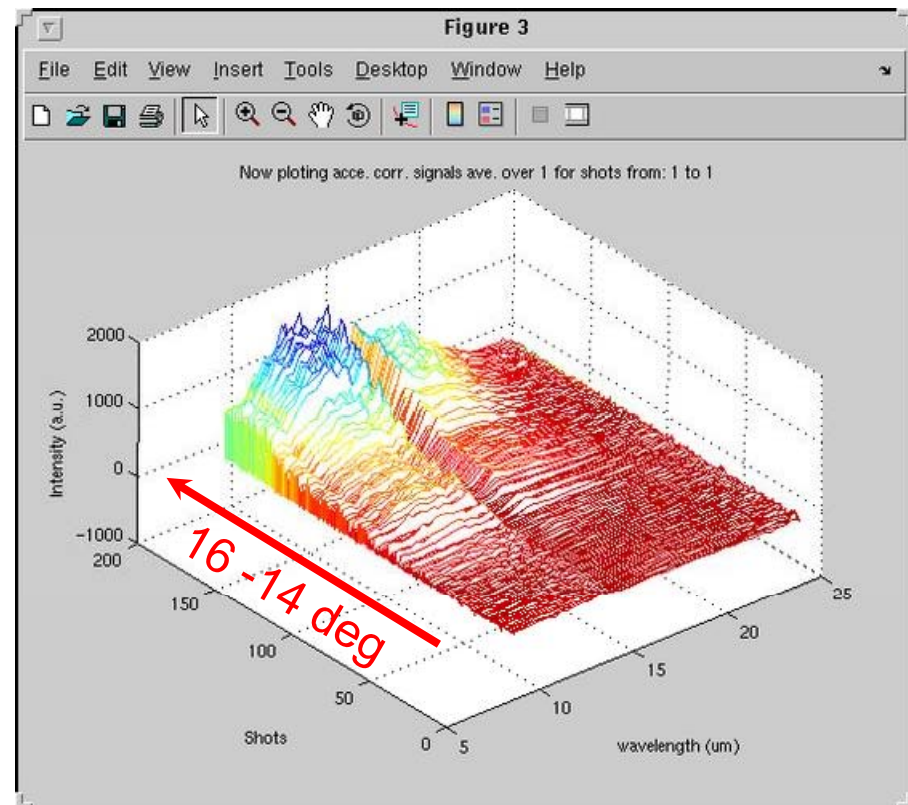 Figure 3
File Edit View Insert Tools Desktop Window Help
Now ploting acce. corr. signals ave. over 1 for shots from: 1 to 1
2000
1000
0
-1000
Intensity (a.u.)
200
150
100
50
0
Shots
5
10
15
20
25
wavelength (um)
16 -14 deg